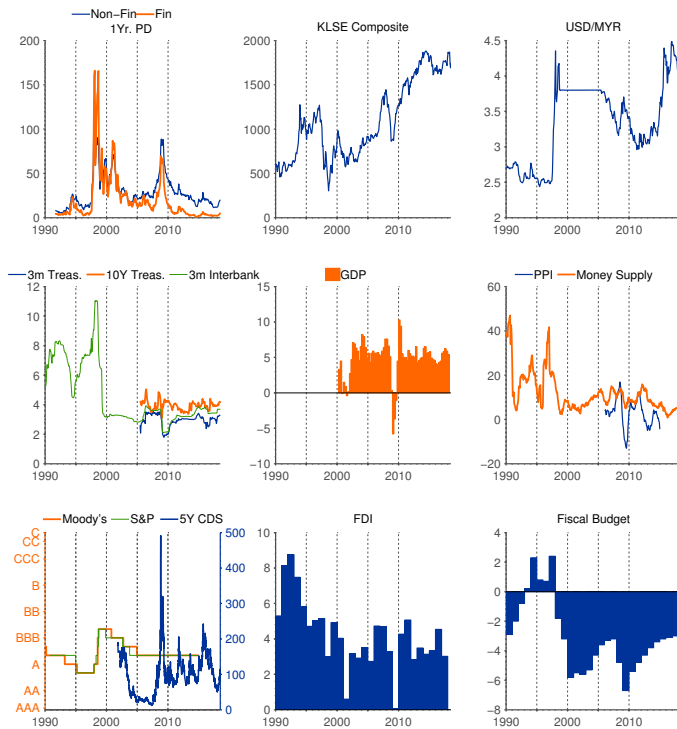 Non-Fin Fin
1Yr. PD
200
150
100
50
0
1990 2000 2010
KLSE Composite
2000
1500
1000
500
0
1990 2000 2010
USD/MYR
4.5
4
3.5
3
2.5
2
1990 2000 2010
3m Treas. 10Y Treas. 3m Interbank
12
10
8
6
4
2
0
1990 2000 2010
GDP
15
10
5
0
−5
−10
1990 2000 2010
PPI Money Supply
60
40
20
0
−20
1990 2000 2010
Moody's S&P 5Y CDS
C
CC
CCC
B
BB
BBB
A
AA
AAA
500
400
300
200
100
0
1990 2000 2010
FDI
10
8
6
4
2
0
1990 2000 2010
Fiscal Budget
4
2
0
−2
−4
−6
−8
1990 2000 2010